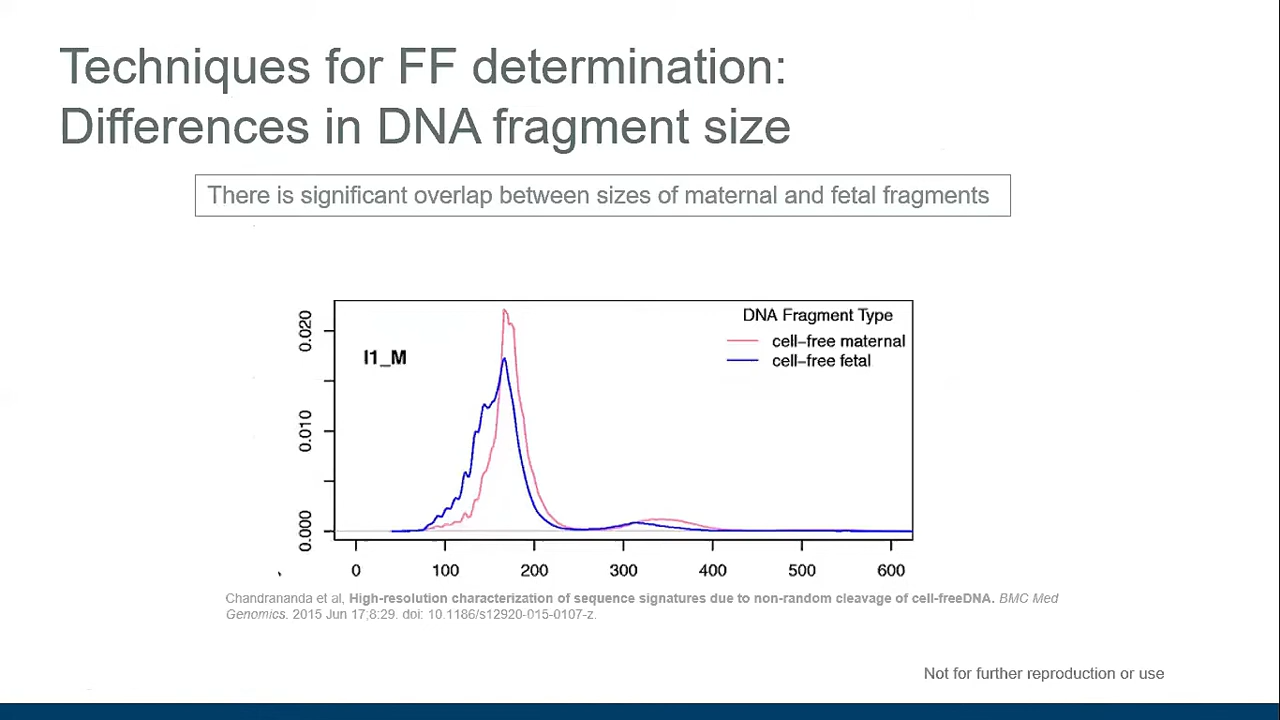 Techniques for FF determination:
Differences in DNA fragment size
There is significant overlap between sizes of maternal and fetal fragments
DNA Fragment Type
cell-free maternal
cell-free fetal
I1_M
0.020
0.010
0.000
0 100 200 300 400 500 600
Chandrananda et al, High-resolution characterization of sequence signatures due to non-random cleavage of cell-freeDNA. BMC Med
Genomics. 2015 Jun 17;8:29. doi: 10.1186/s12920-015-0107-z.
Not for further reproduction or use